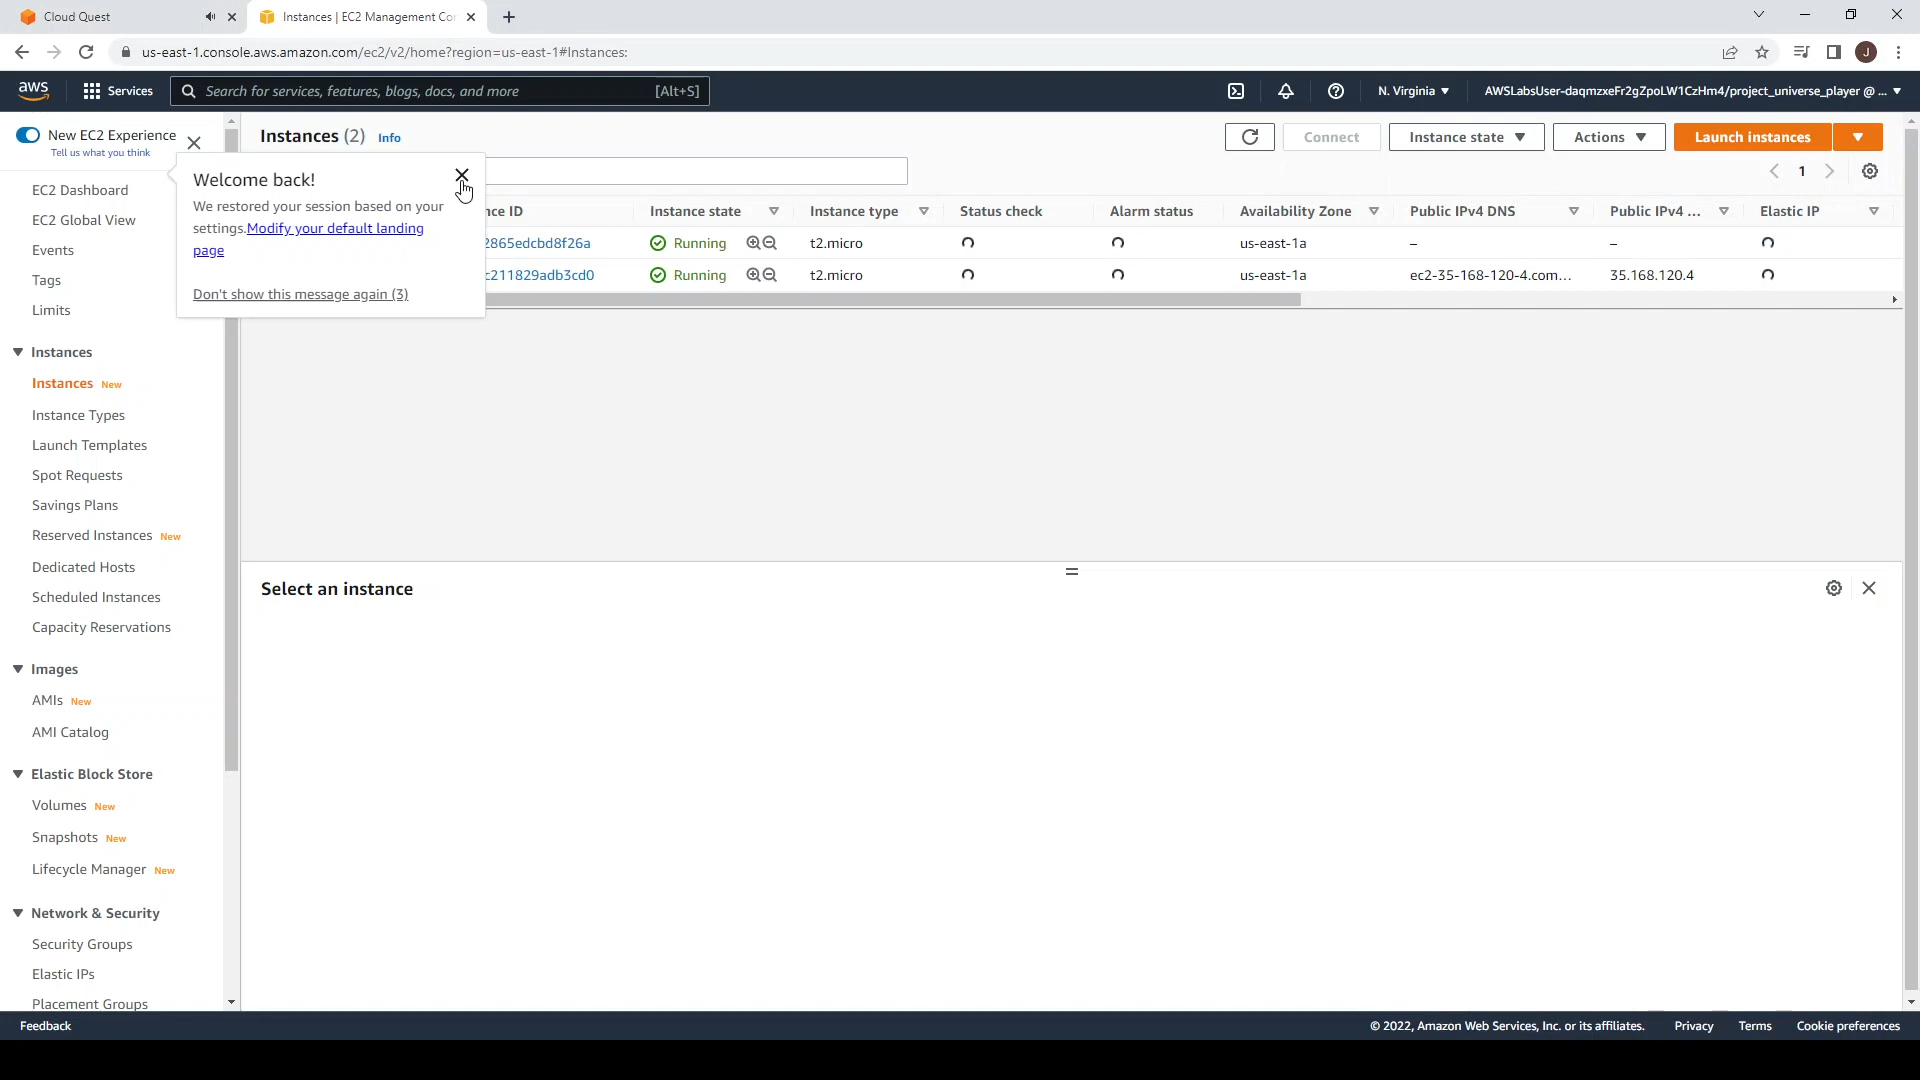 Cloud Quest
Instances | EC2 Management Cor
us-east-1.console.aws.amazon.com/ec2/v2/home?region=us-east-1#Instances:
J
aws
Services
Search for services, features, blogs, docs, and more
[Alt+S]
N. Virginia
AWSLabsUser-daqmzxeFr2gZpoLW1CzHm4/project_universe_player @ ...
New EC2 Experience
Tell us what you think
EC2 Dashboard
EC2 Global View
Events
Tags
Limits
Instances
Instances New
Instance Types
Launch Templates
Spot Requests
Savings Plans
Reserved Instances New
Dedicated Hosts
Scheduled Instances
Capacity Reservations
Images
AMIs New
AMI Catalog
Elastic Block Store
Volumes New
Snapshots New
Lifecycle Manager New
Network & Security
Security Groups
Elastic IPs
Placement Groups
Welcome back!
We restored your session based on your
settings.Modify your default landing
page
Don't show this message again (3)
Instances (2) Info
Connect
Instance state
Actions
Launch instances
1
nce ID Instance state Instance type Status check Alarm status Availability Zone Public IPv4 DNS Public IPv4 ... Elastic IP
2865edcbd8f26a Running t2.micro us-east-1a – –
c211829adb3cd0 Running t2.micro us-east-1a ec2-35-168-120-4.com... 35.168.120.4
Select an instance
Feedback
© 2022, Amazon Web Services, Inc. or its affiliates. Privacy Terms Cookie preferences